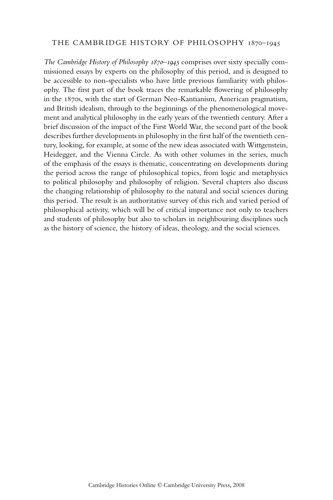 THE CAMBRIDGE HISTORY OF PHILOSOPHY 1870–1945
The Cambridge History of Philosophy 1870–1945 comprises over sixty specially com-
missioned essays by experts on the philosophy of this period, and is designed to
be accessible to non-specialists who have little previous familiarity with philos-
ophy. The first part of the book traces the remarkable flowering of philosophy
in the 1870s, with the start of German Neo-Kantianism, American pragmatism,
and British idealism, through to the beginnings of the phenomenological move-
ment and analytical philosophy in the early years of the twentieth century. After a
brief discussion of the impact of the First World War, the second part of the book
describes further developments in philosophy in the first half of the twentieth cen-
tury, looking, for example, at some of the new ideas associated with Wittgenstein,
Heidegger, and the Vienna Circle. As with other volumes in the series, much
of the emphasis of the essays is thematic, concentrating on developments during
the period across the range of philosophical topics, from logic and metaphysics
to political philosophy and philosophy of religion. Several chapters also discuss
the changing relationship of philosophy to the natural and social sciences during
this period. The result is an authoritative survey of this rich and varied period of
philosophical activity, which will be of critical importance not only to teachers
and students of philosophy but also to scholars in neighbouring disciplines such
as the history of science, the history of ideas, theology, and the social sciences.
Cambridge Histories Online © Cambridge University Press, 2008